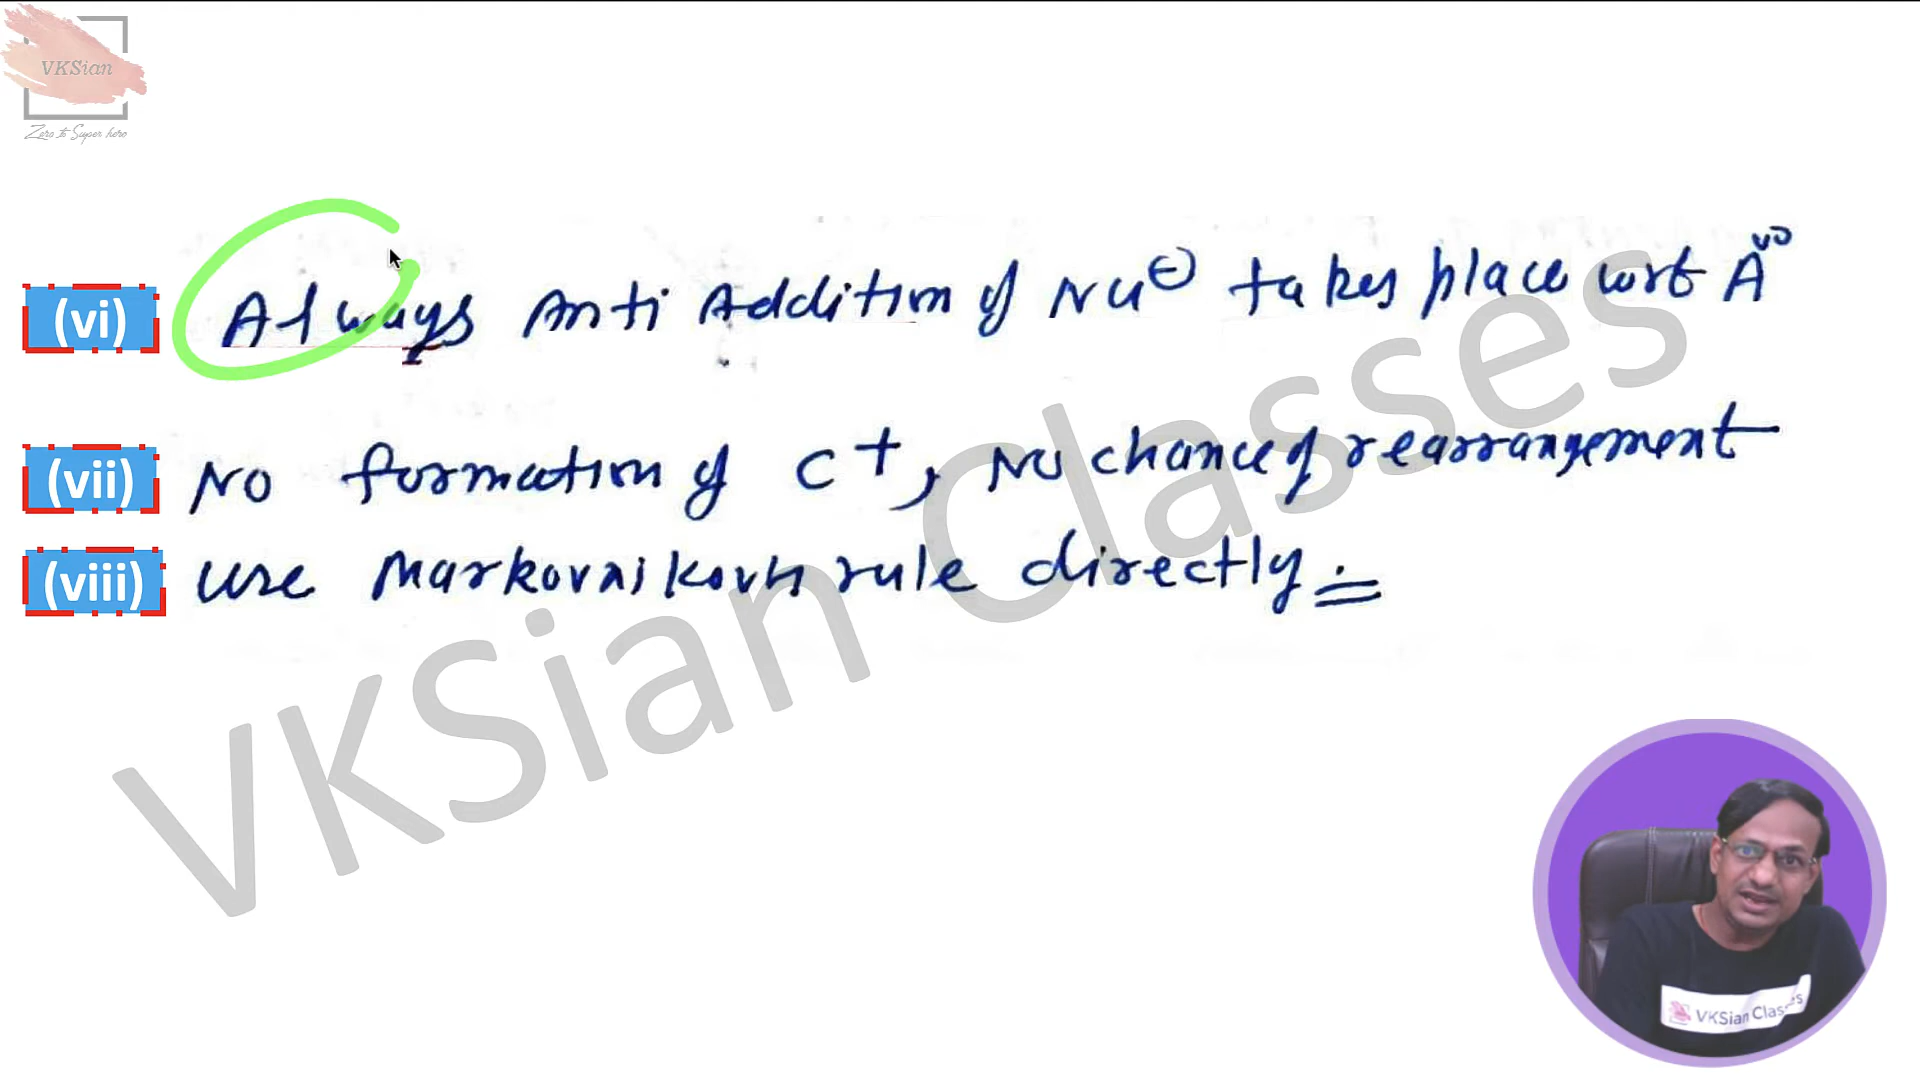 VKSian
Zero to Super hero
(vi) Always Anti Addition of Nu⊖ takes place wrt A
(vii) No formation of C+, No chance of rearrangement
(viii) Use Markovnikovn rule directly.
VKSian Classes
VKSian Classes